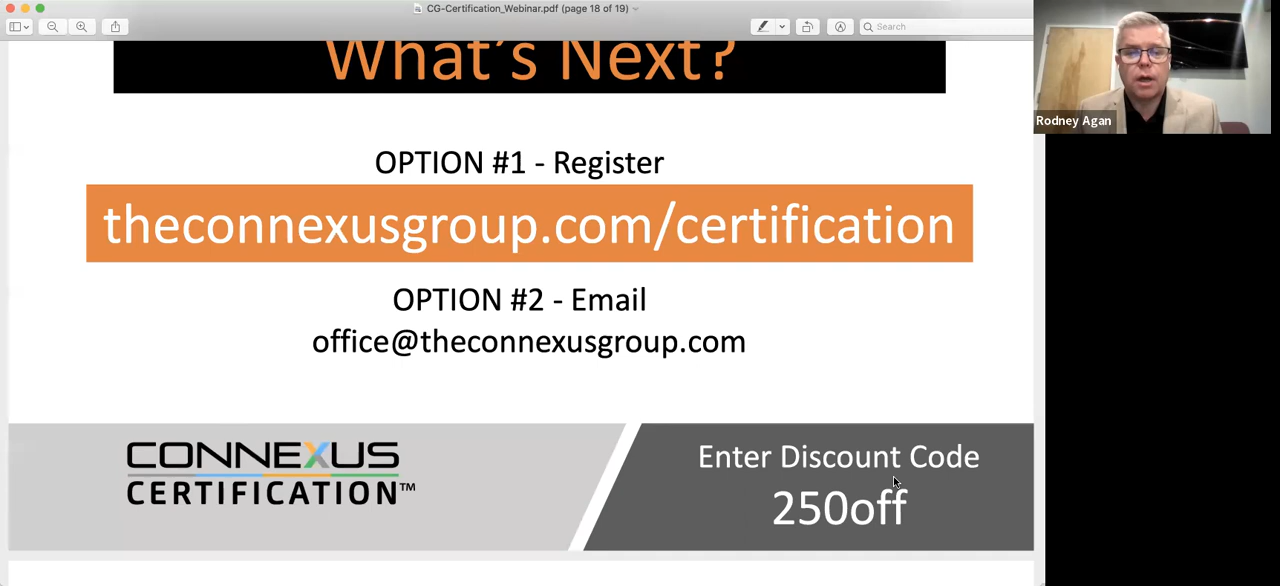 CG-Certification_Webinar.pdf (page 18 of 19)
Search
What's Next?
Rodney Agan
OPTION #1 - Register
theconnexusgroup.com/certification
OPTION #2 - Email
office@theconnexusgroup.com
CONNEXUS
CERTIFICATION™
Enter Discount Code
250off